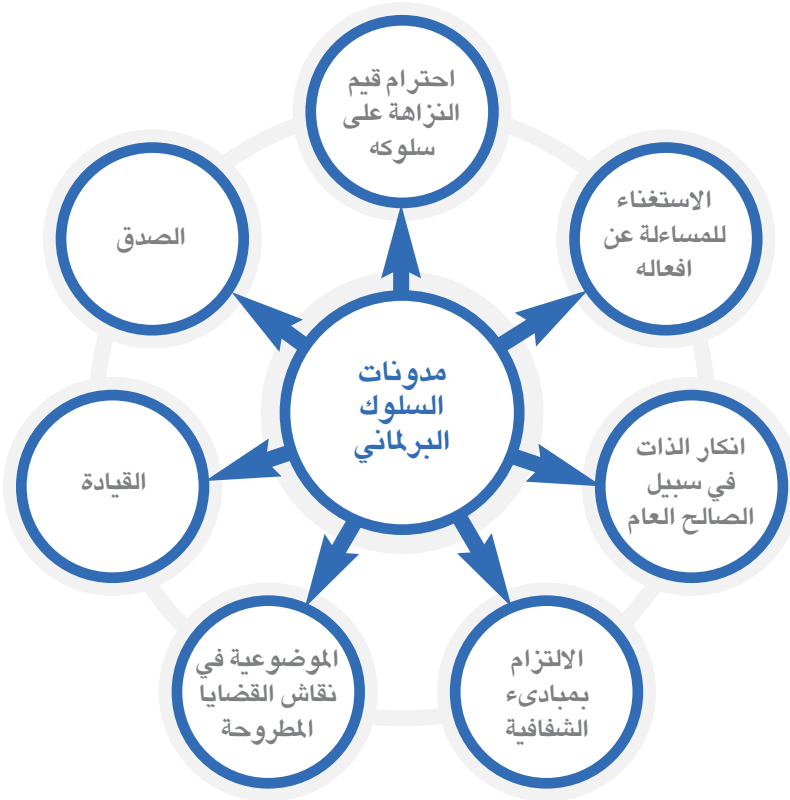 مدونات
السلوك
البرلماني
احترام قيم
النزاهة على
سلوكه
الاستغناء
للمساءلة عن
افعاله
انكار الذات
في سبيل
الصالح العام
الالتزام
بمبادىء
الشفافية
الموضوعية في
نقاش القضايا
المطروحة
القيادة
الصدق